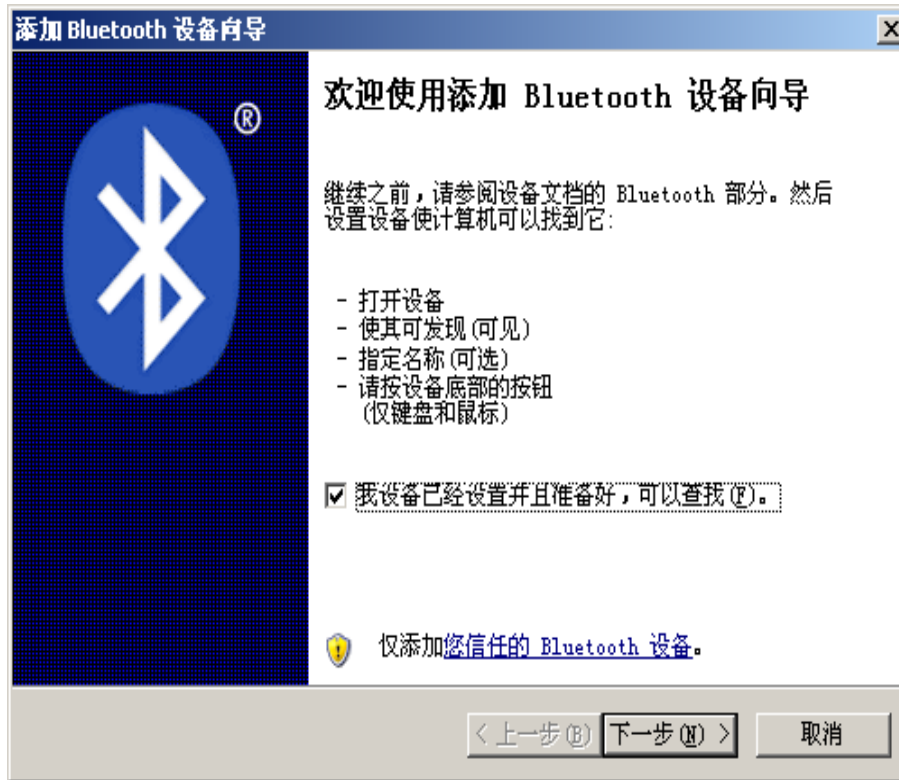 添加 Bluetooth 设备向导
®
欢迎使用添加 Bluetooth 设备向导
继续之前，请参阅设备文档的 Bluetooth 部分。然后
设置设备使计算机可以找到它:
- 打开设备
- 使其可发现(可见)
- 指定名称(可选)
- 请按设备底部的按钮
(仅键盘和鼠标)
我设备已经设置并且准备好，可以查找(F)。
仅添加您信任的 Bluetooth 设备。
< 上一步(B) 下一步(N) > 取消